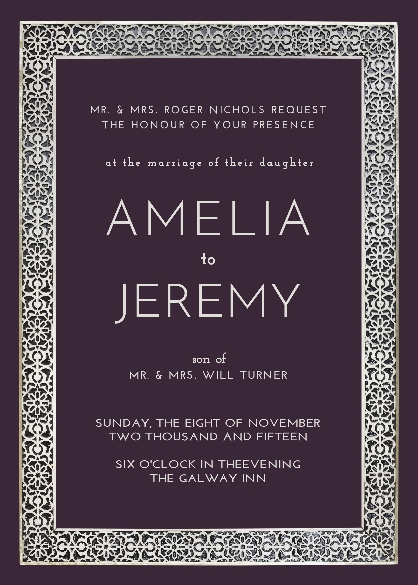 MR. & MRS. ROGER NICHOLS REQUEST
THE HONOUR OF YOUR PRESENCE
at the marriage of their daughter
AMELIA
to
JEREMY
son of
MR. & MRS. WILL TURNER
SUNDAY, THE EIGHT OF NOVEMBER
TWO THOUSAND AND FIFTEEN
SIX O'CLOCK IN THEEVENING
THE GALWAY INN